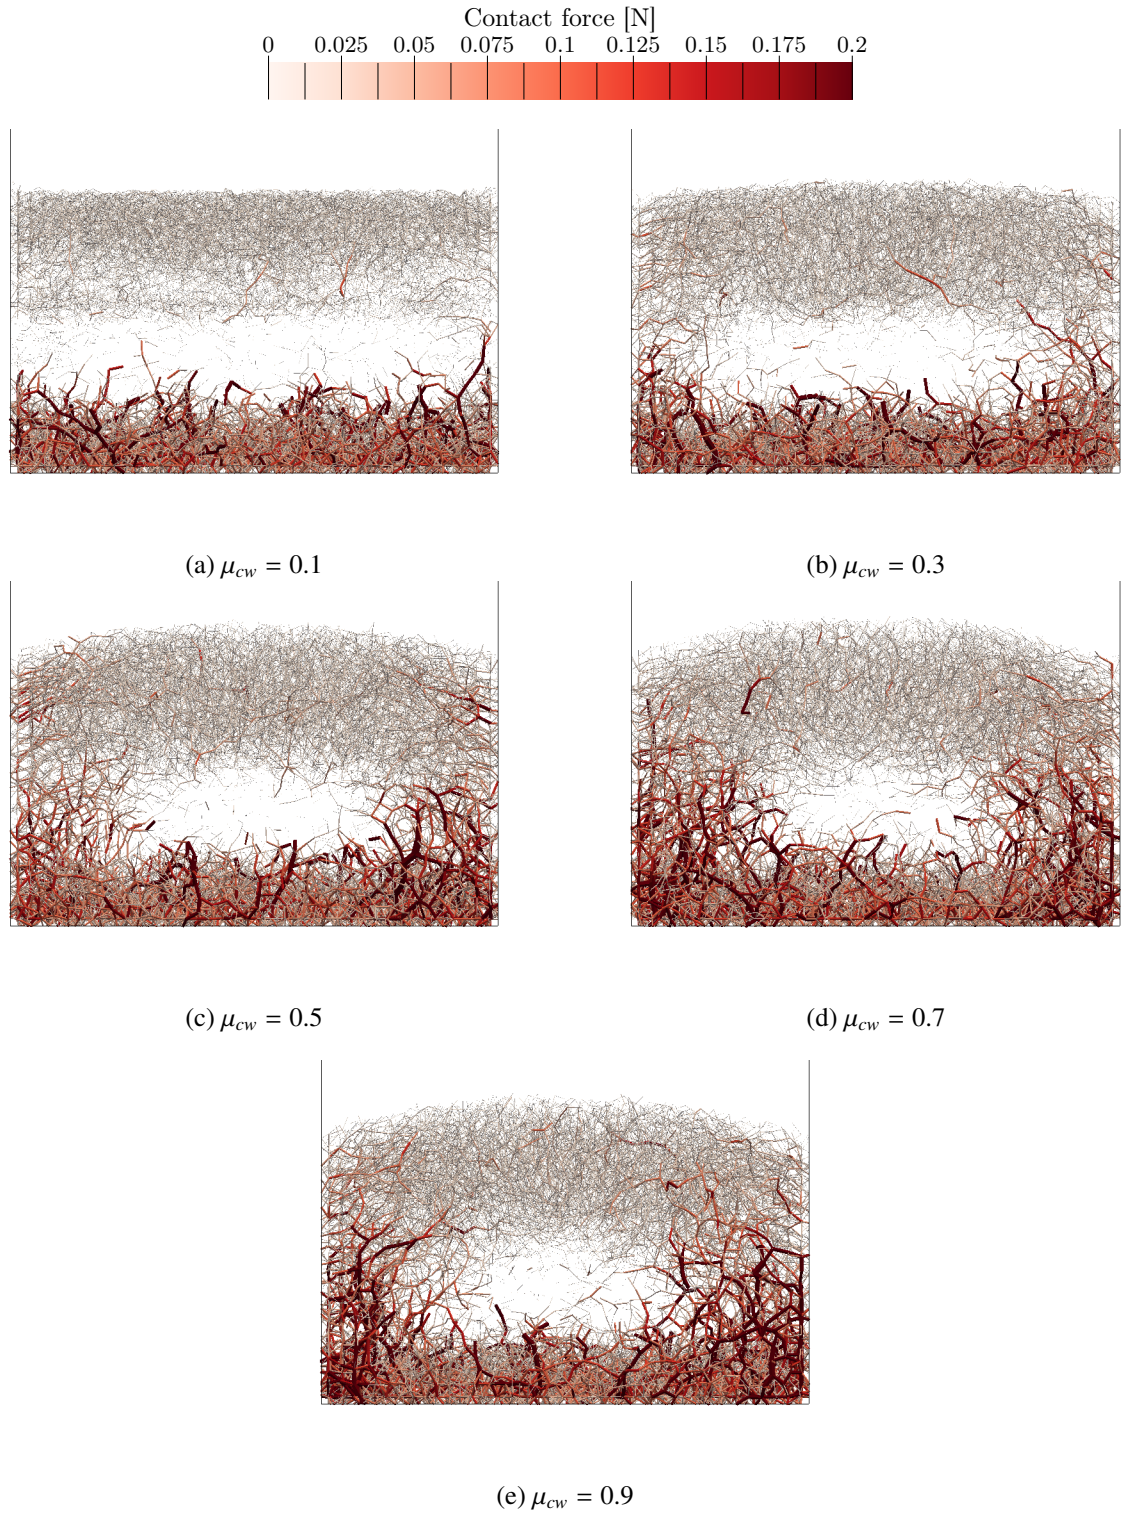 Contact force [N]
0 0.025 0.05 0.075 0.1 0.125 0.15 0.175 0.2
(a) μcw = 0.1
(b) μcw = 0.3
(c) μcw = 0.5
(d) μcw = 0.7
(e) μcw = 0.9